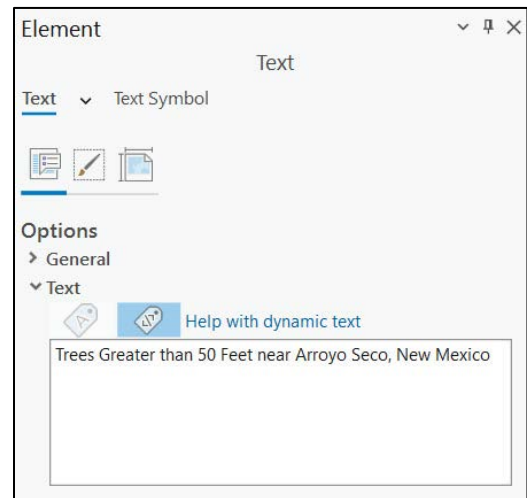 Element
Text
Text Text Symbol
Options
General
Text
Help with dynamic text
Trees Greater than 50 Feet near Arroyo Seco, New Mexico